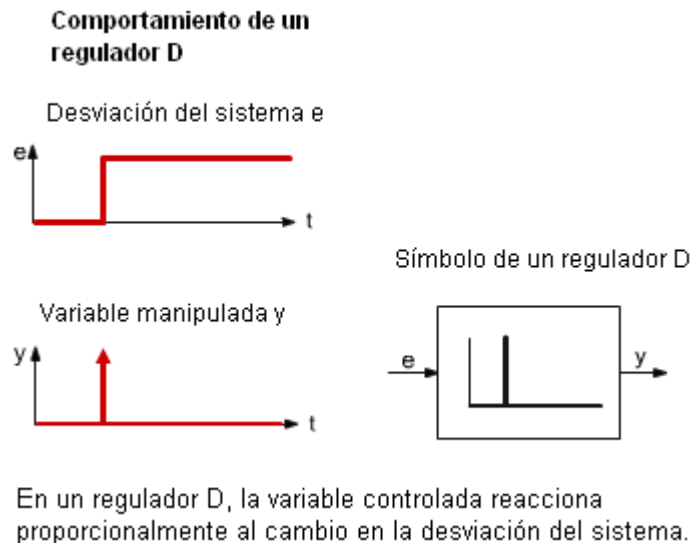 Comportamiento de un
regulador D
Desviación del sistema e
e
t
Símbolo de un regulador D
Variable manipulada y
y
t
e
y
En un regulador D, la variable controlada reacciona
proporcionalmente al cambio en la desviación del sistema.